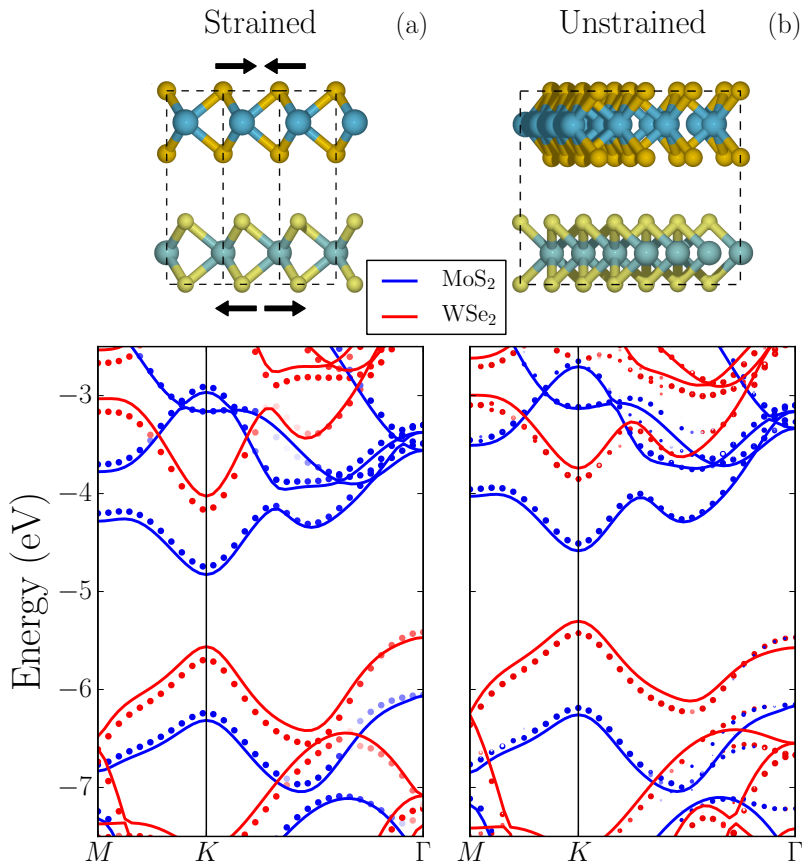 Strained (a) Unstrained (b)
MoS₂
WSe₂
Energy (eV)
−3
−4
−5
−6
−7
M K Γ M K Γ